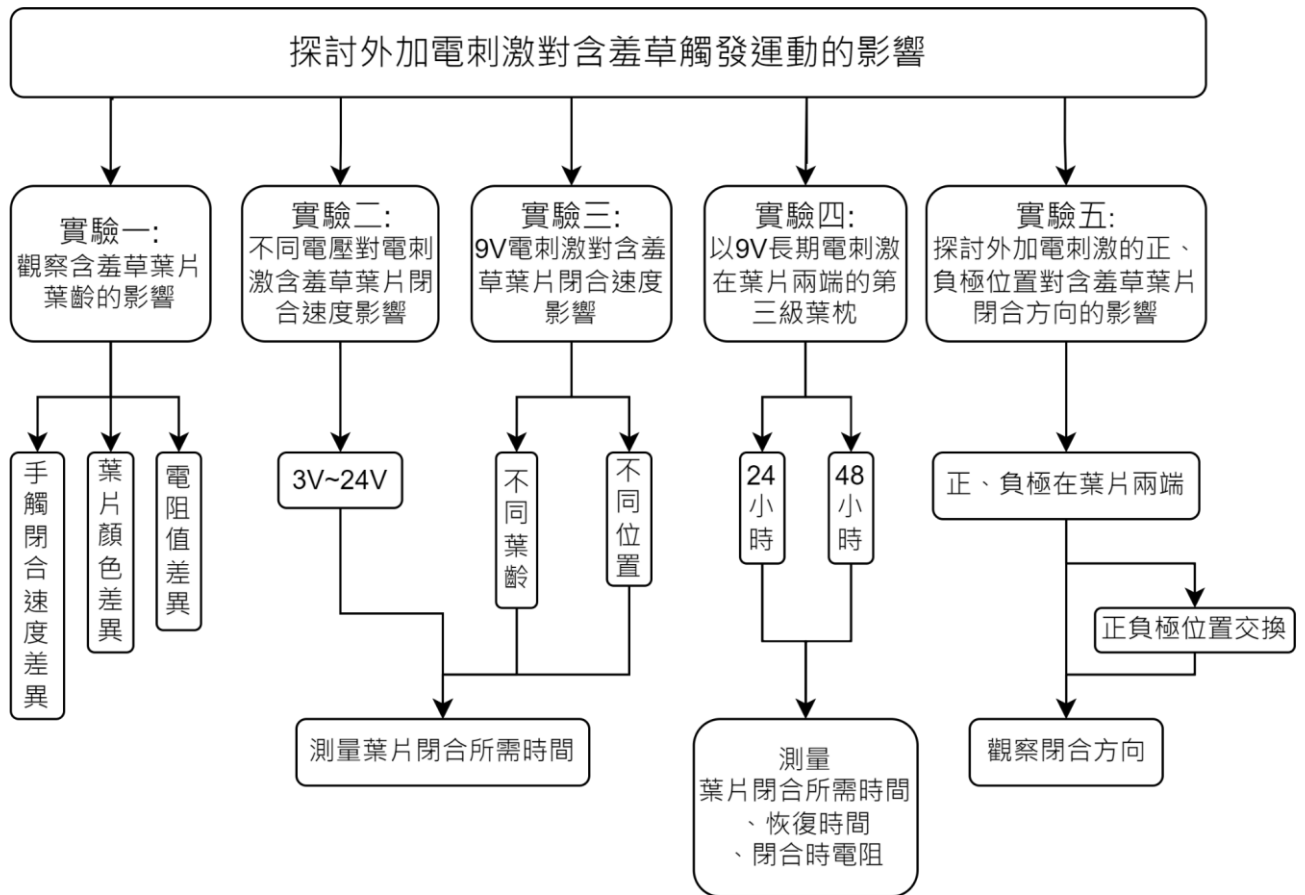 探討外加電刺激對含羞草觸發運動的影響
實驗一:
觀察含羞草葉片
葉齡的影響
實驗二:
不同電壓對電刺
激含羞草葉片閉
合速度影響
實驗三:
9V電刺激對含羞
草葉片閉合速度
影響
實驗四:
以9V長期電刺激
在葉片兩端的第
三級葉枕
實驗五:
探討外加電刺激的正、
負極位置對含羞草葉片
閉合方向的影響
手觸閉合速度差異
葉片顏色差異
電阻值差異
3V~24V
不同葉齡
不同位置
24
小時
48
小時
正、負極在葉片兩端
正負極位置交換
測量葉片閉合所需時間
測量
葉片閉合所需時間
、恢復時間
、閉合時電阻
觀察閉合方向